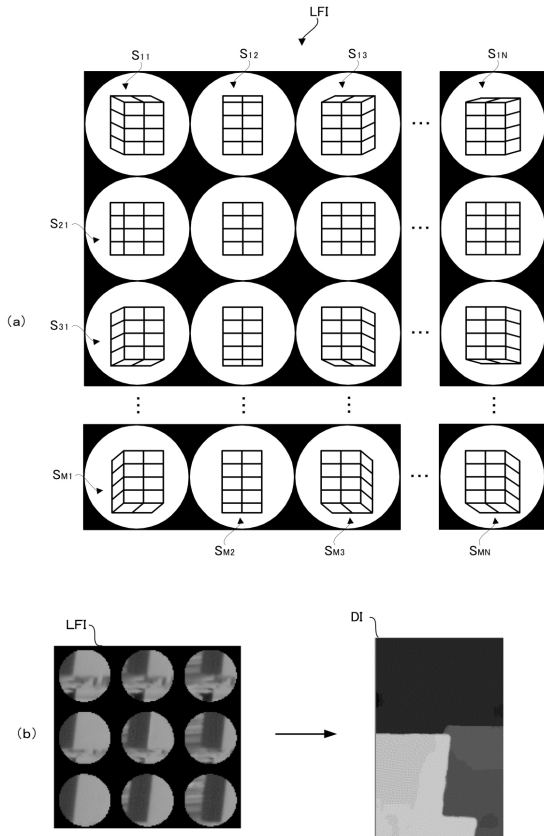 LFI
S11 S12 S13 S1N
...
S21
...
(a)
S31
...
⋮ ⋮ ⋮ ⋮
SM1
...
SM2 SM3 SMN
LFI DI
(b)